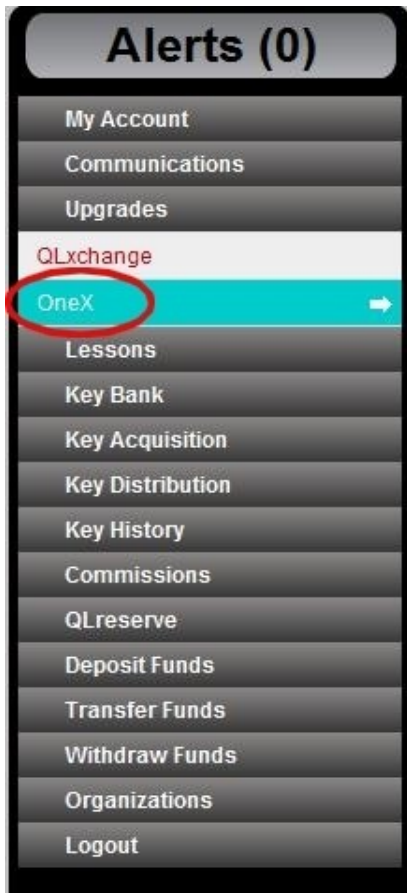 Alerts (0)
My Account
Communications
Upgrades
QLxchange
OneX
Lessons
Key Bank
Key Acquisition
Key Distribution
Key History
Commissions
QLreserve
Deposit Funds
Transfer Funds
Withdraw Funds
Organizations
Logout